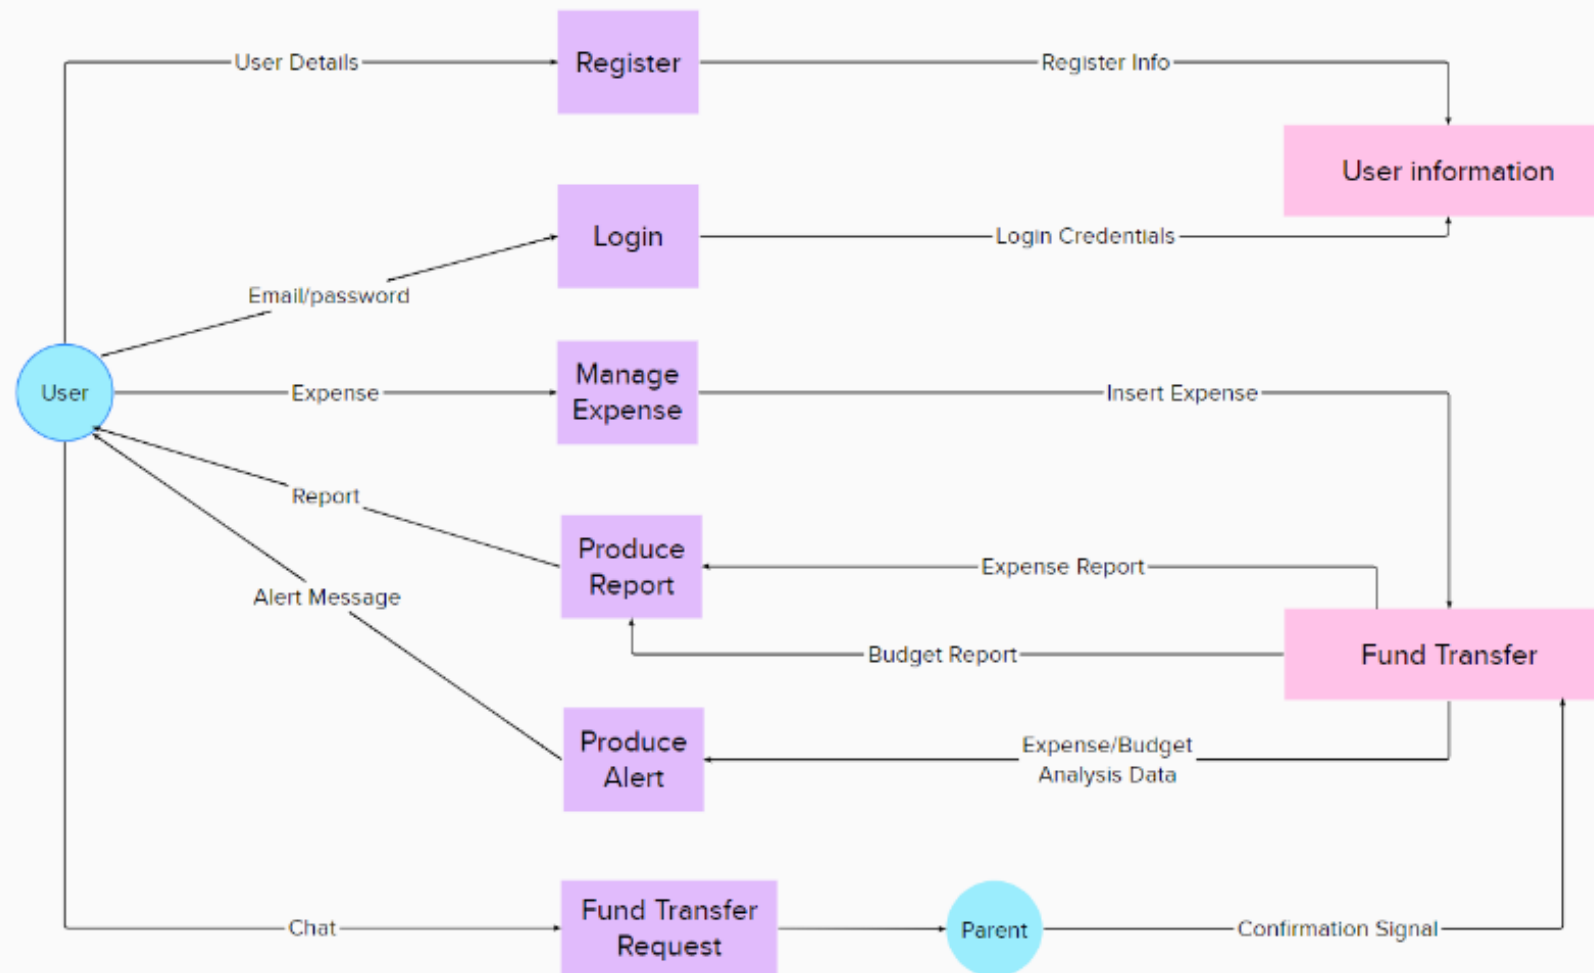 User Details
Register
Register Info
User information
Login
Login Credentials
Email/password
User
Expense
Manage
Expense
Insert Expense
Report
Produce
Report
Expense Report
Alert Message
Budget Report
Fund Transfer
Produce
Alert
Expense/Budget
Analysis Data
Chat
Fund Transfer
Request
Parent
Confirmation Signal